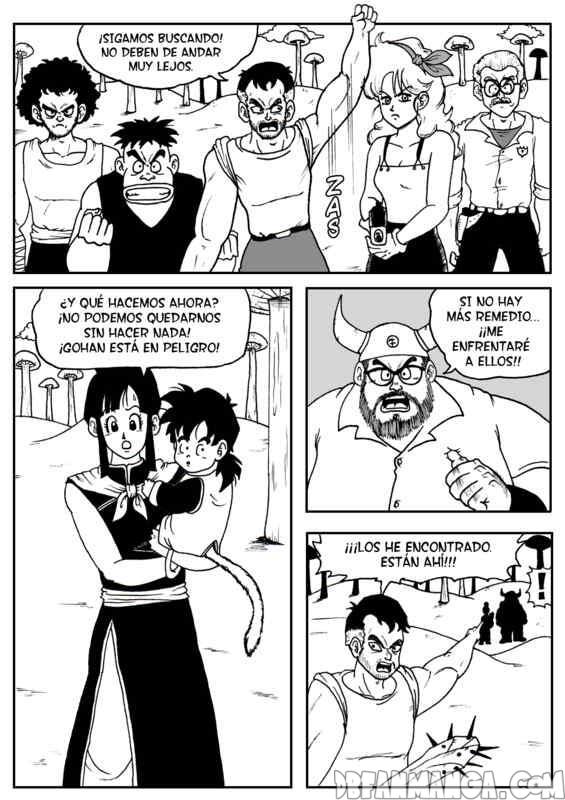 ¡SIGAMOS BUSCANDO!
NO DEBEN DE ANDAR
MUY LEJOS.
ZAS
¿Y QUÉ HACEMOS AHORA?
¡NO PODEMOS QUEDARNOS
SIN HACER NADA!
¡GOHAN ESTÁ EN PELIGRO!
SI NO HAY
MÁS REMEDIO...
¡¡ME
ENFRENTARÉ
A ELLOS!!
¡¡¡LOS HE ENCONTRADO.
ESTÁN AHÍ!!!
!
DBFANMANGA.COM